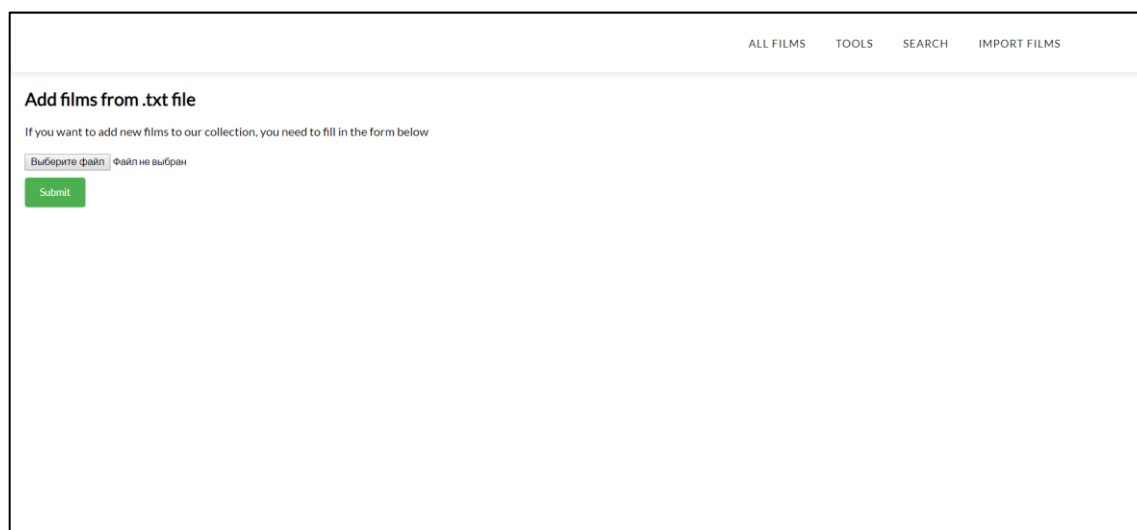 ALL FILMS TOOLS SEARCH IMPORT FILMS
Add films from .txt file
If you want to add new films to our collection, you need to fill in the form below
Выберите файл Файл не выбран
Submit